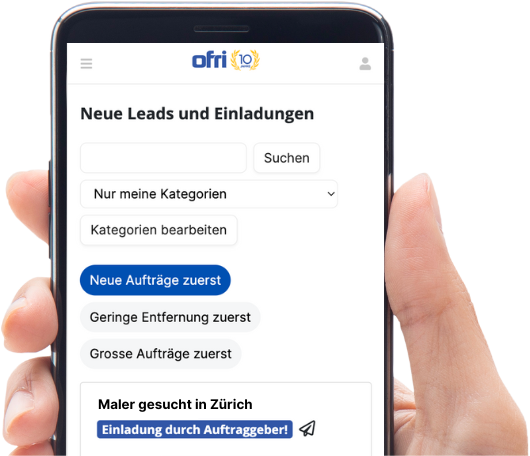 ofri 10
Neue Leads und Einladungen
Suchen
Nur meine Kategorien
Kategorien bearbeiten
Neue Aufträge zuerst
Geringe Entfernung zuerst
Grosse Aufträge zuerst
Maler gesucht in Zürich
Einladung durch Auftraggeber!